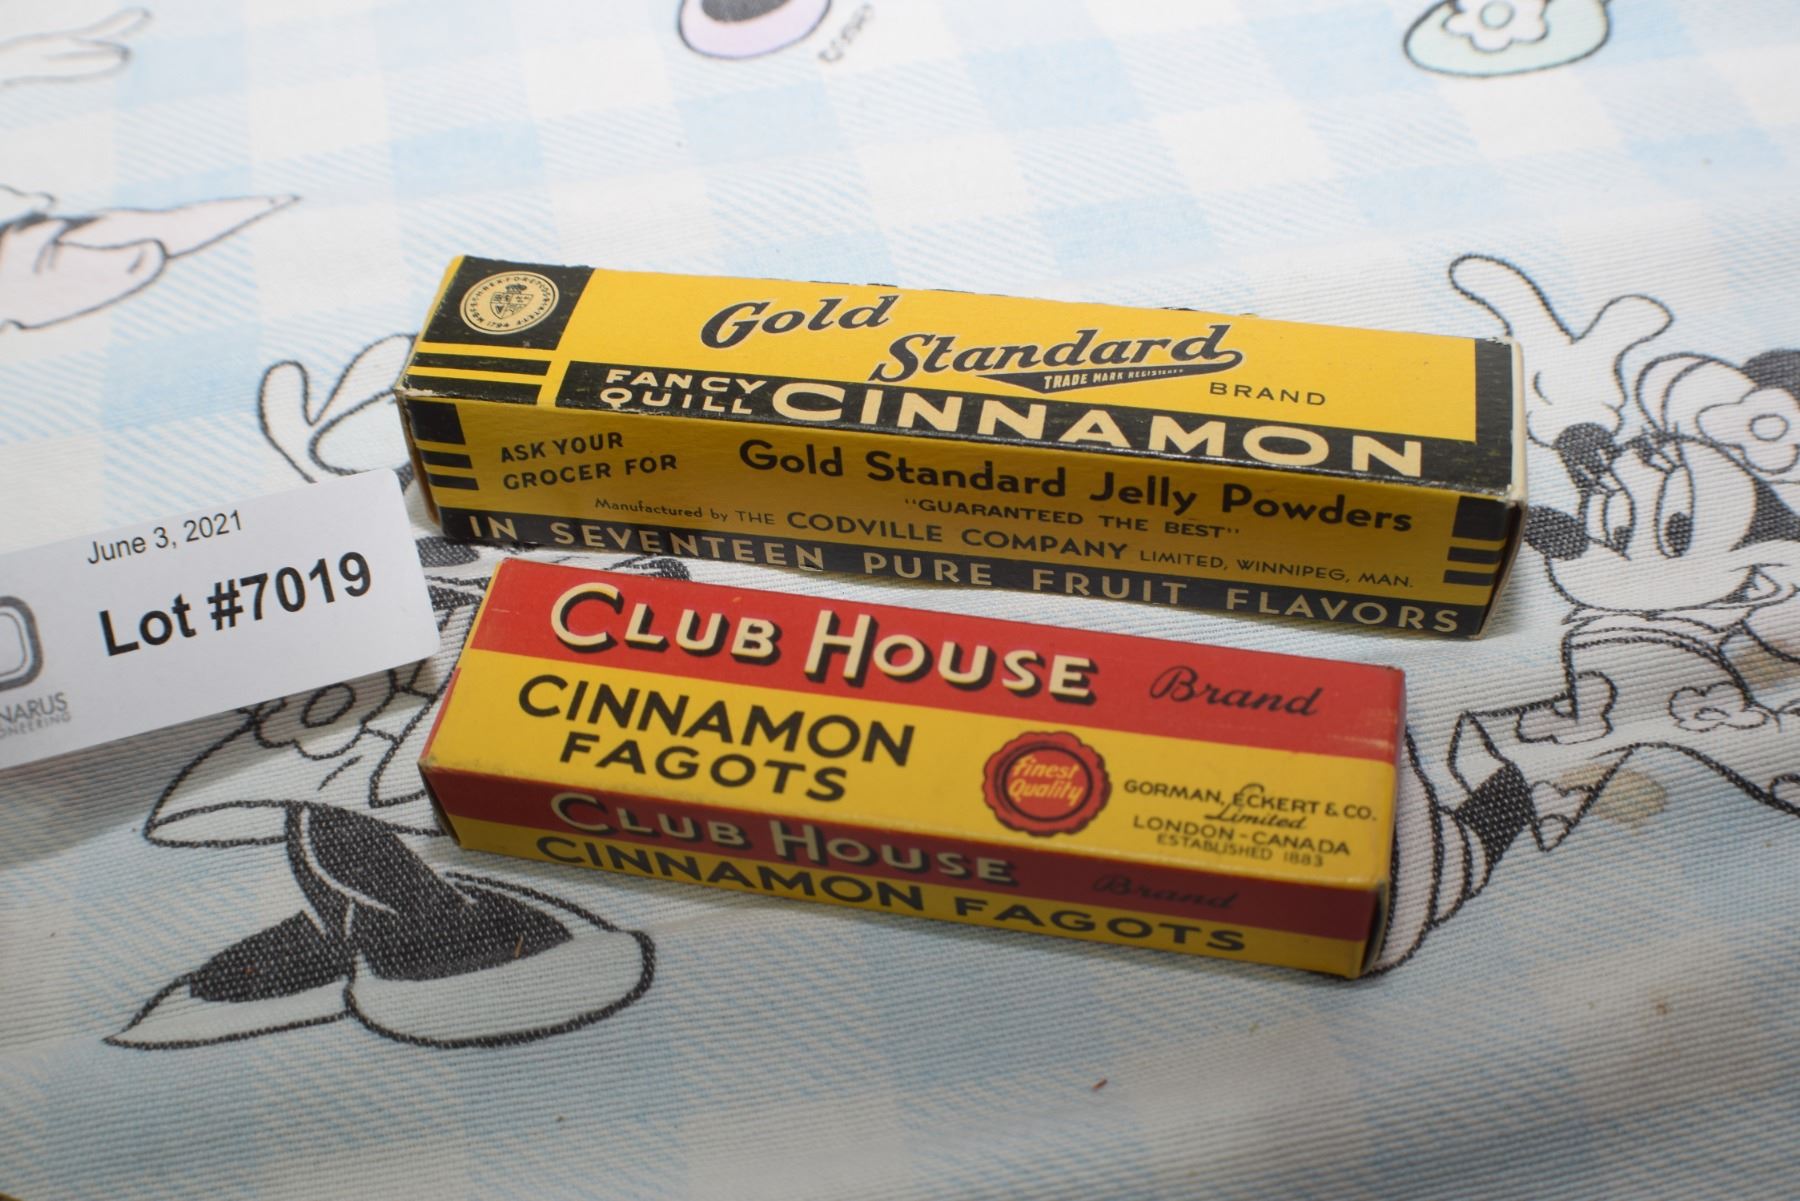 Gold
Standard
TRADE MARK REGISTERED
BRAND
FANCY
QUILL CINNAMON
1794
ASK YOUR
GROCER FOR
Gold Standard Jelly Powders
"GUARANTEED THE BEST"
Manufactured by THE CODVILLE COMPANY LIMITED, WINNIPEG, MAN.
IN SEVENTEEN PURE FRUIT FLAVORS
June 3, 2021
Lot #7019
CLUB HOUSE Brand
CINNAMON
FAGOTS
Finest
Quality
GORMAN, ECKERT & CO.
Limited
LONDON - CANADA
ESTABLISHED 1883
CLUB HOUSE Brand
CINNAMON FAGOTS